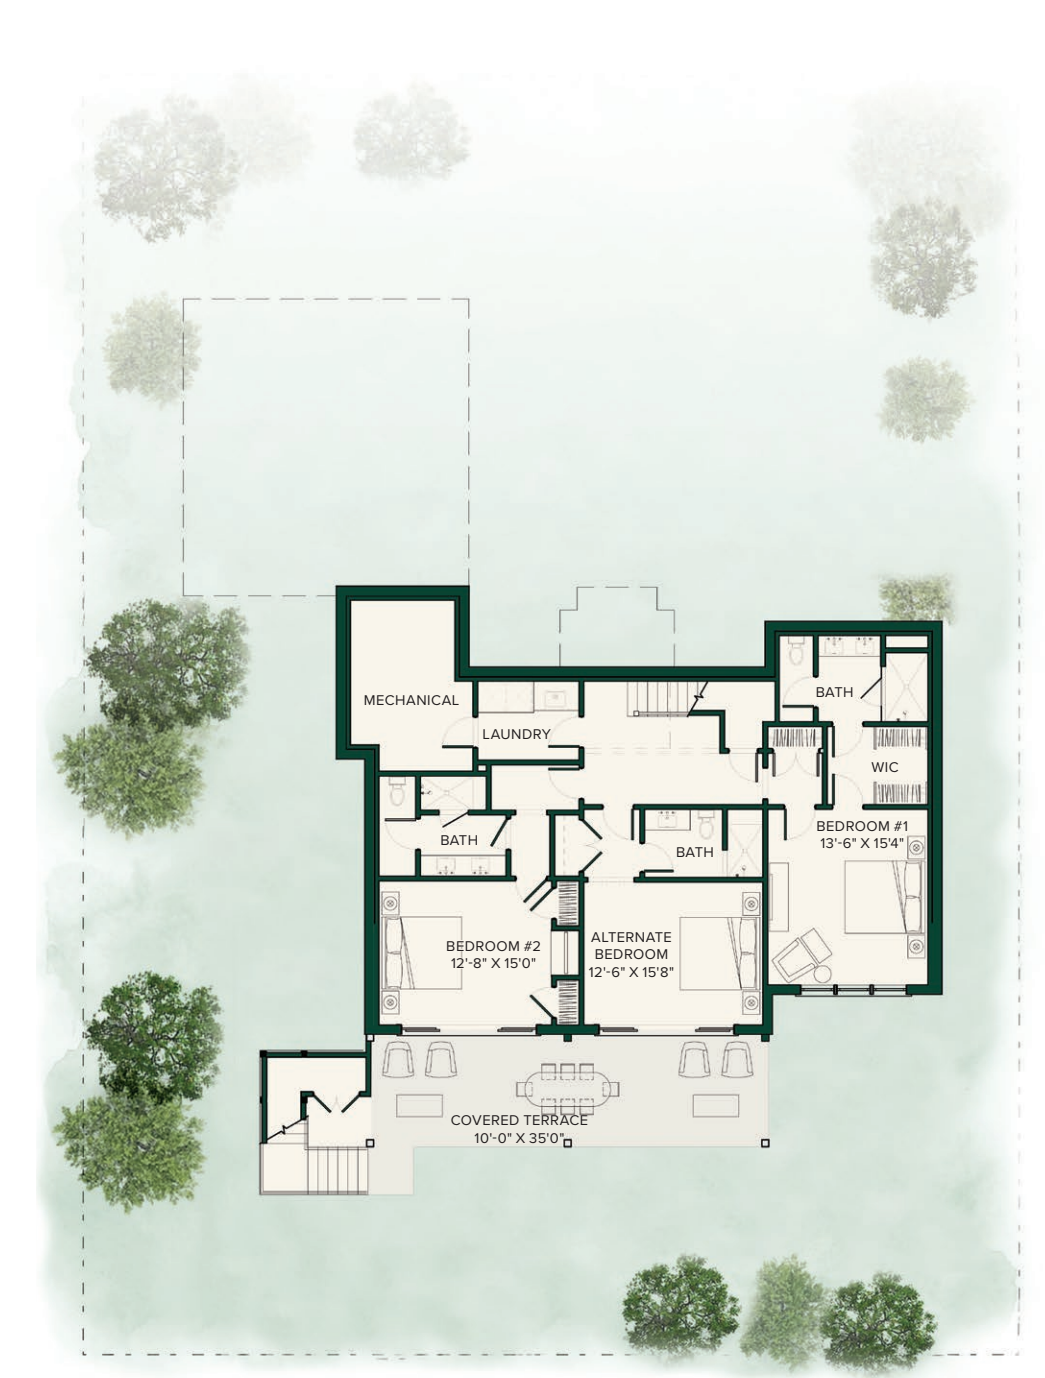 MECHANICAL
LAUNDRY
BATH
WIC
BATH
BATH
BEDROOM #1
13'-6" X 15'4"
BEDROOM #2
12'-8" X 15'0"
ALTERNATE
BEDROOM
12'-6" X 15'8"
COVERED TERRACE
10'-0" X 35'0"